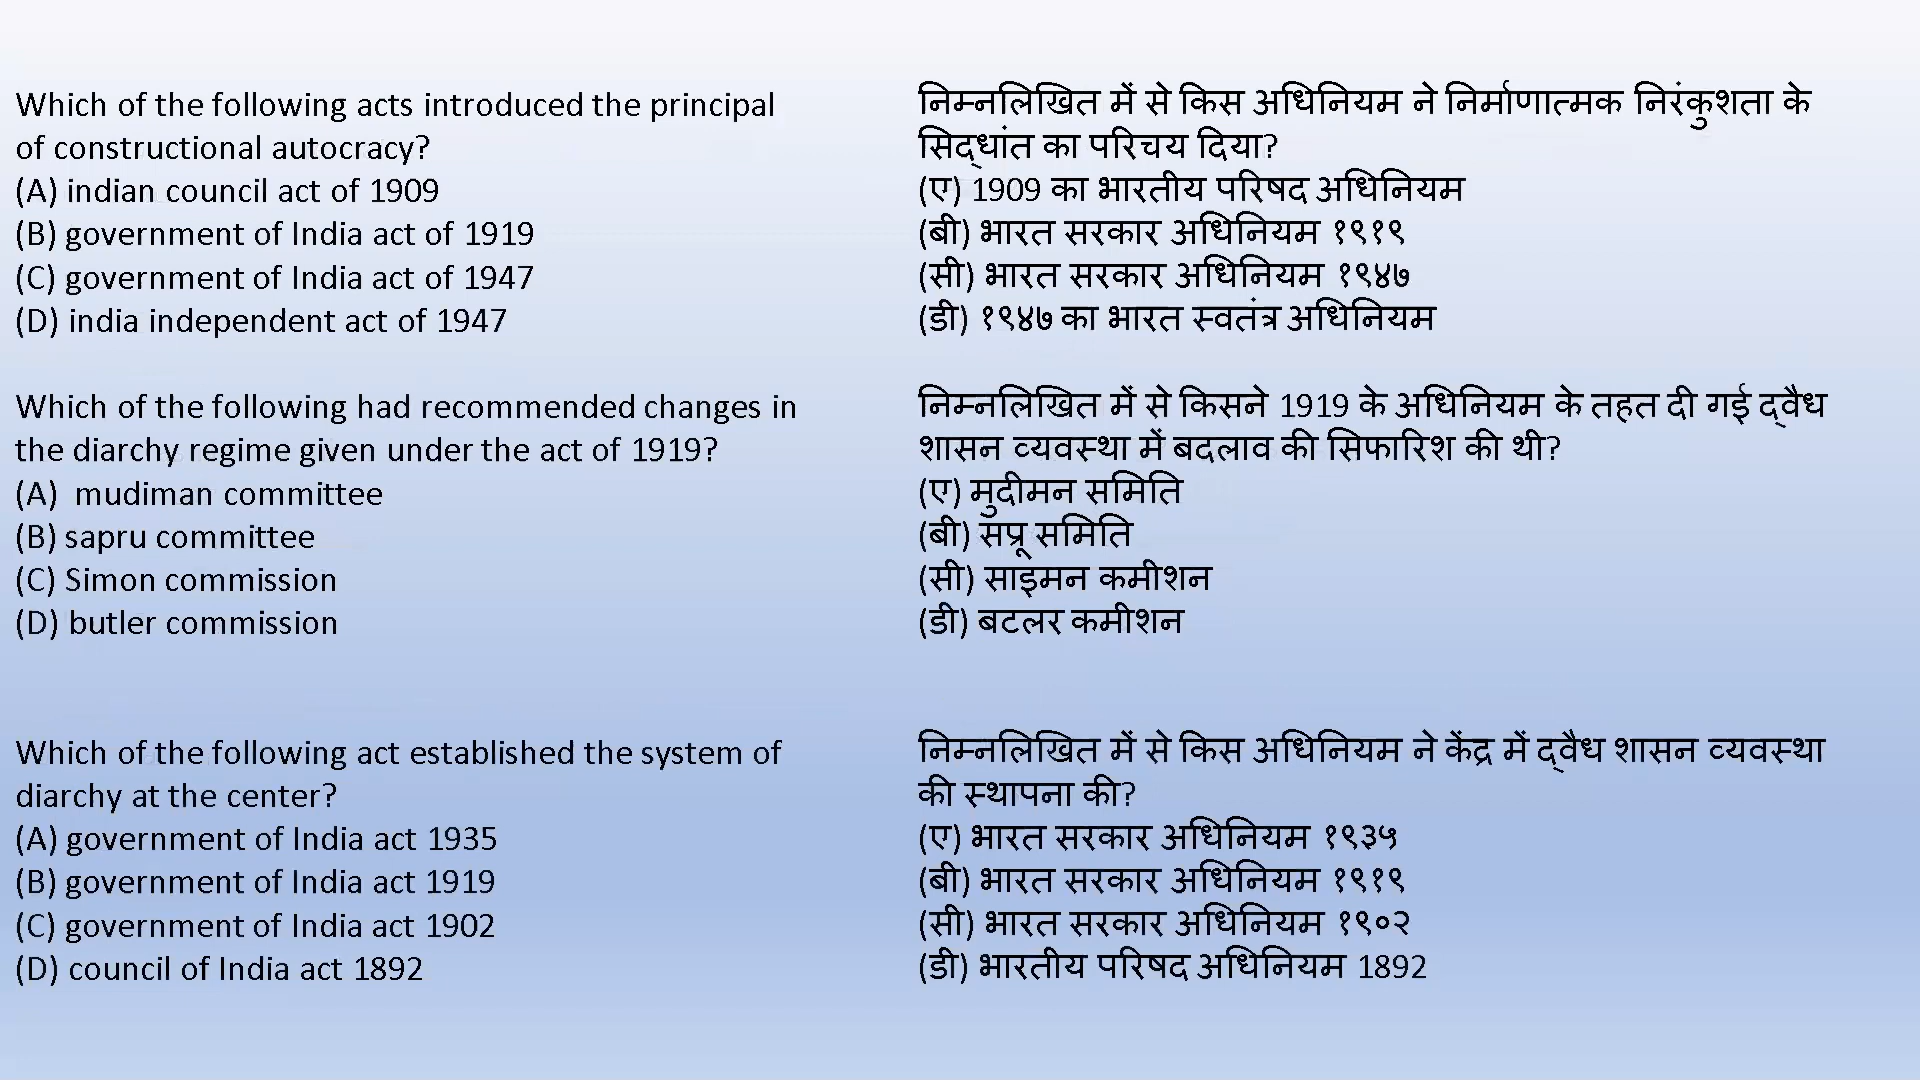 Which of the following acts introduced the principal
of constructional autocracy?
(A) indian council act of 1909
(B) government of India act of 1919
(C) government of India act of 1947
(D) india independent act of 1947
Which of the following had recommended changes in
the diarchy regime given under the act of 1919?
(A)  mudiman committee
(B) sapru committee
(C) Simon commission
(D) butler commission
Which of the following act established the system of
diarchy at the center?
(A) government of India act 1935
(B) government of India act 1919
(C) government of India act 1902
(D) council of India act 1892
निम्नलिखित में से किस अधिनियम ने निर्माणात्मक निरंकुशता के
सिद्धांत का परिचय दिया?
(ए) 1909 का भारतीय परिषद अधिनियम
(बी) भारत सरकार अधिनियम १९१९
(सी) भारत सरकार अधिनियम १९४७
(डी) १९४७ का भारत स्वतंत्र अधिनियम
निम्नलिखित में से किसने 1919 के अधिनियम के तहत दी गई द्वैध
शासन व्यवस्था में बदलाव की सिफारिश की थी?
(ए) मुदीमन समिति
(बी) सप्रू समिति
(सी) साइमन कमीशन
(डी) बटलर कमीशन
निम्नलिखित में से किस अधिनियम ने केंद्र में द्वैध शासन व्यवस्था
की स्थापना की?
(ए) भारत सरकार अधिनियम १९३५
(बी) भारत सरकार अधिनियम १९१९
(सी) भारत सरकार अधिनियम १९०२
(डी) भारतीय परिषद अधिनियम 1892